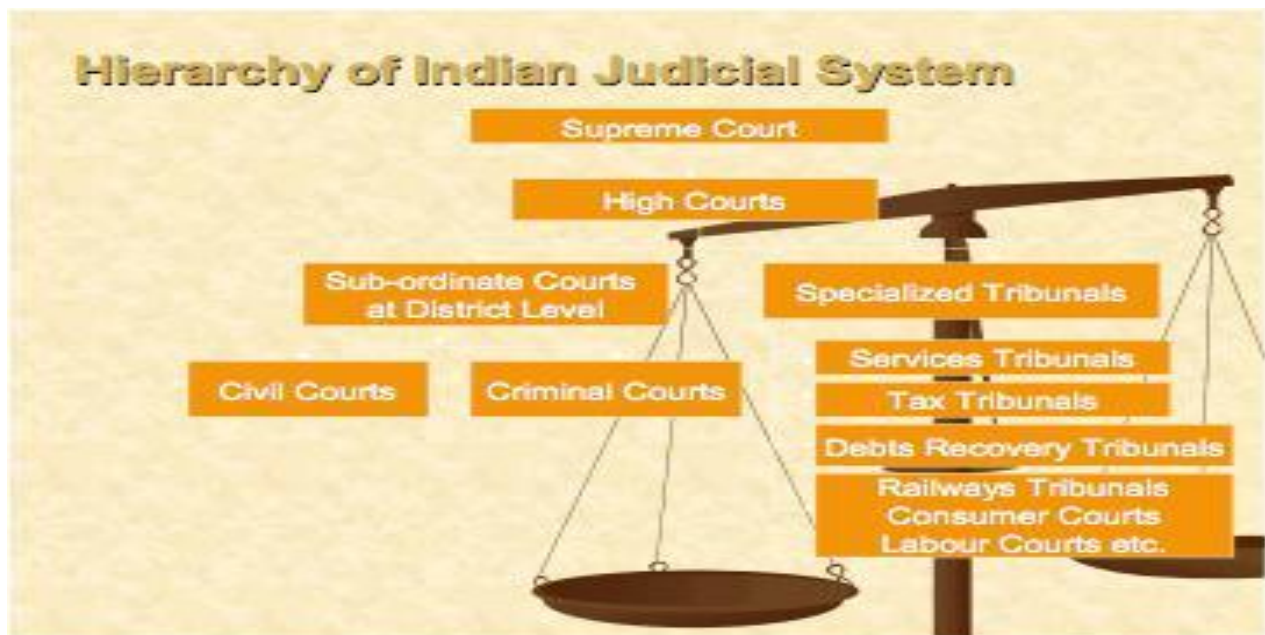 Hierarchy of Indian Judicial System
Supreme Court
High Courts
Sub-ordinate Courts
at District Level
Specialized Tribunals
Civil Courts
Criminal Courts
Services Tribunals
Tax Tribunals
Debts Recovery Tribunals
Railways Tribunals
Consumer Courts
Labour Courts etc.